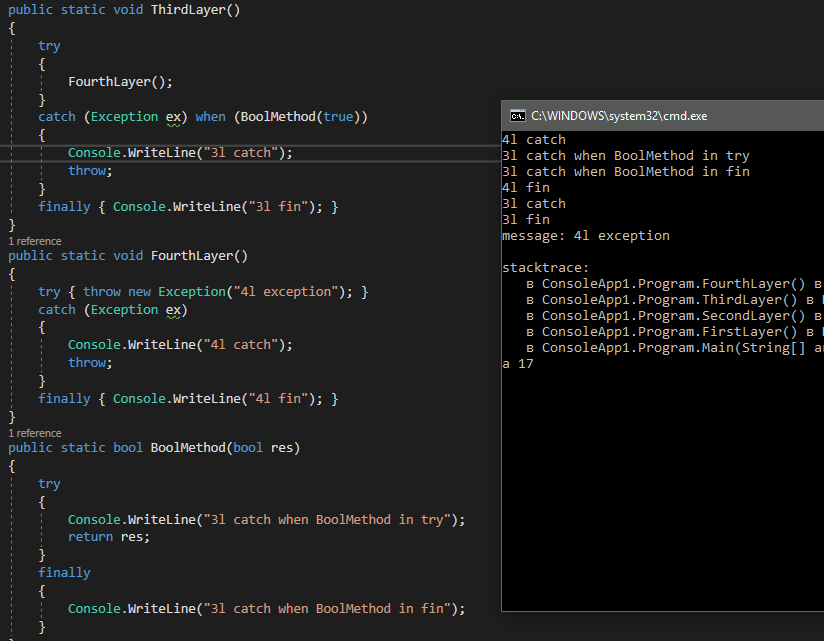 public static void ThirdLayer()
{
try
{
FourthLayer();
}
catch (Exception ex) when (BoolMethod(true))
{
Console.WriteLine("3l catch");
throw;
}
finally { Console.WriteLine("3l fin"); }
}
1 reference
public static void FourthLayer()
{
try { throw new Exception("4l exception"); }
catch (Exception ex)
{
Console.WriteLine("4l catch");
throw;
}
finally { Console.WriteLine("4l fin"); }
}
1 reference
public static bool BoolMethod(bool res)
{
try
{
Console.WriteLine("3l catch when BoolMethod in try");
return res;
}
finally
{
Console.WriteLine("3l catch when BoolMethod in fin");
}
C:\WINDOWS\system32\cmd.exe
4l catch
3l catch when BoolMethod in try
3l catch when BoolMethod in fin
4l fin
3l catch
3l fin
message: 4l exception
stacktrace:
в ConsoleApp1.Program.FourthLayer() в
в ConsoleApp1.Program.ThirdLayer() в
в ConsoleApp1.Program.SecondLayer() в
в ConsoleApp1.Program.FirstLayer() в
в ConsoleApp1.Program.Main(String[]
a 17